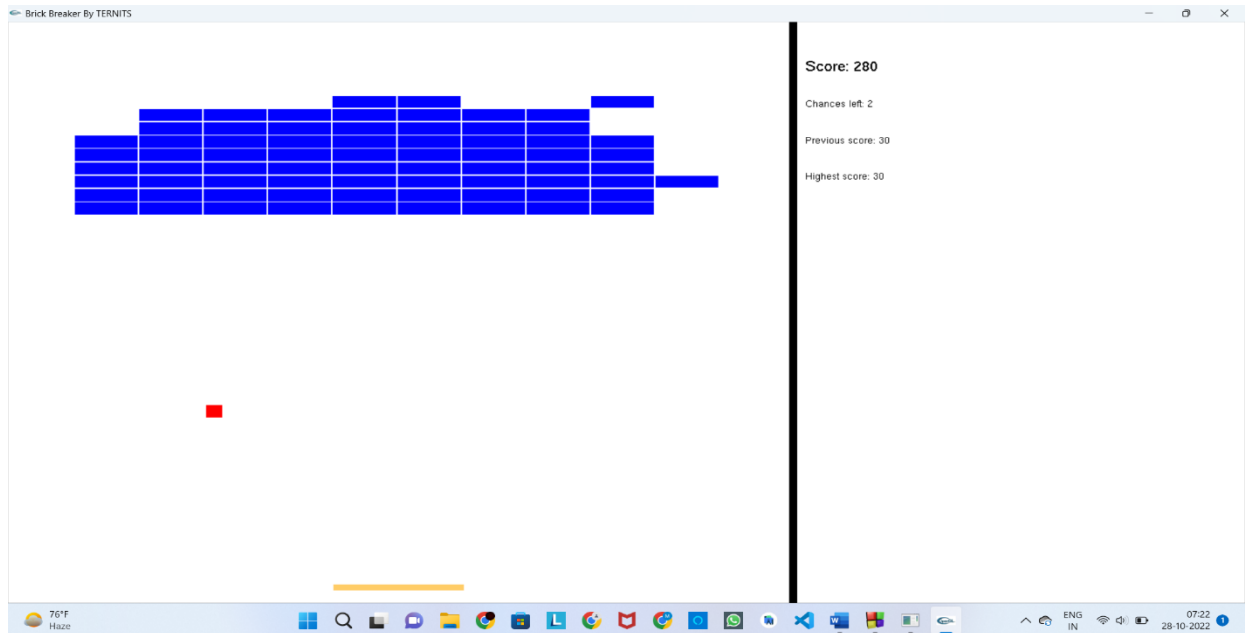 Brick Breaker By TERNITS
Score: 280
Chances left: 2
Previous score: 30
Highest score: 30
76°F
Haze
ENG
IN
07:22
28-10-2022
1